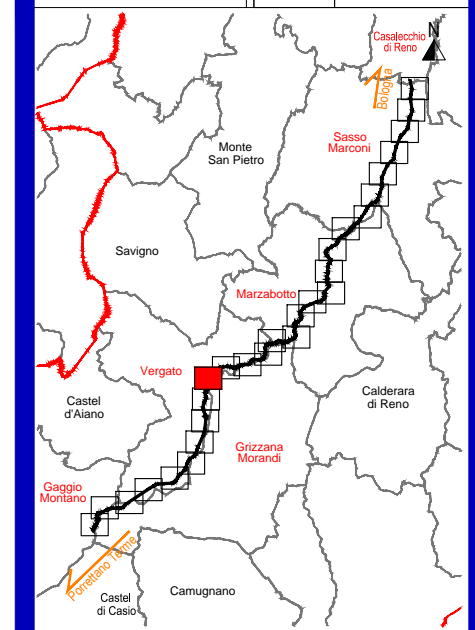 Casalecchio
di Reno
N
Bologna
Sasso
Marconi
Monte
San Pietro
Savigno
Marzabotto
Vergato
Castel
d'Aiano
Calderara
di Reno
Grizzana
Morandi
Gaggio
Montano
Porrettano Terme
Castel
di Casio
Camugnano